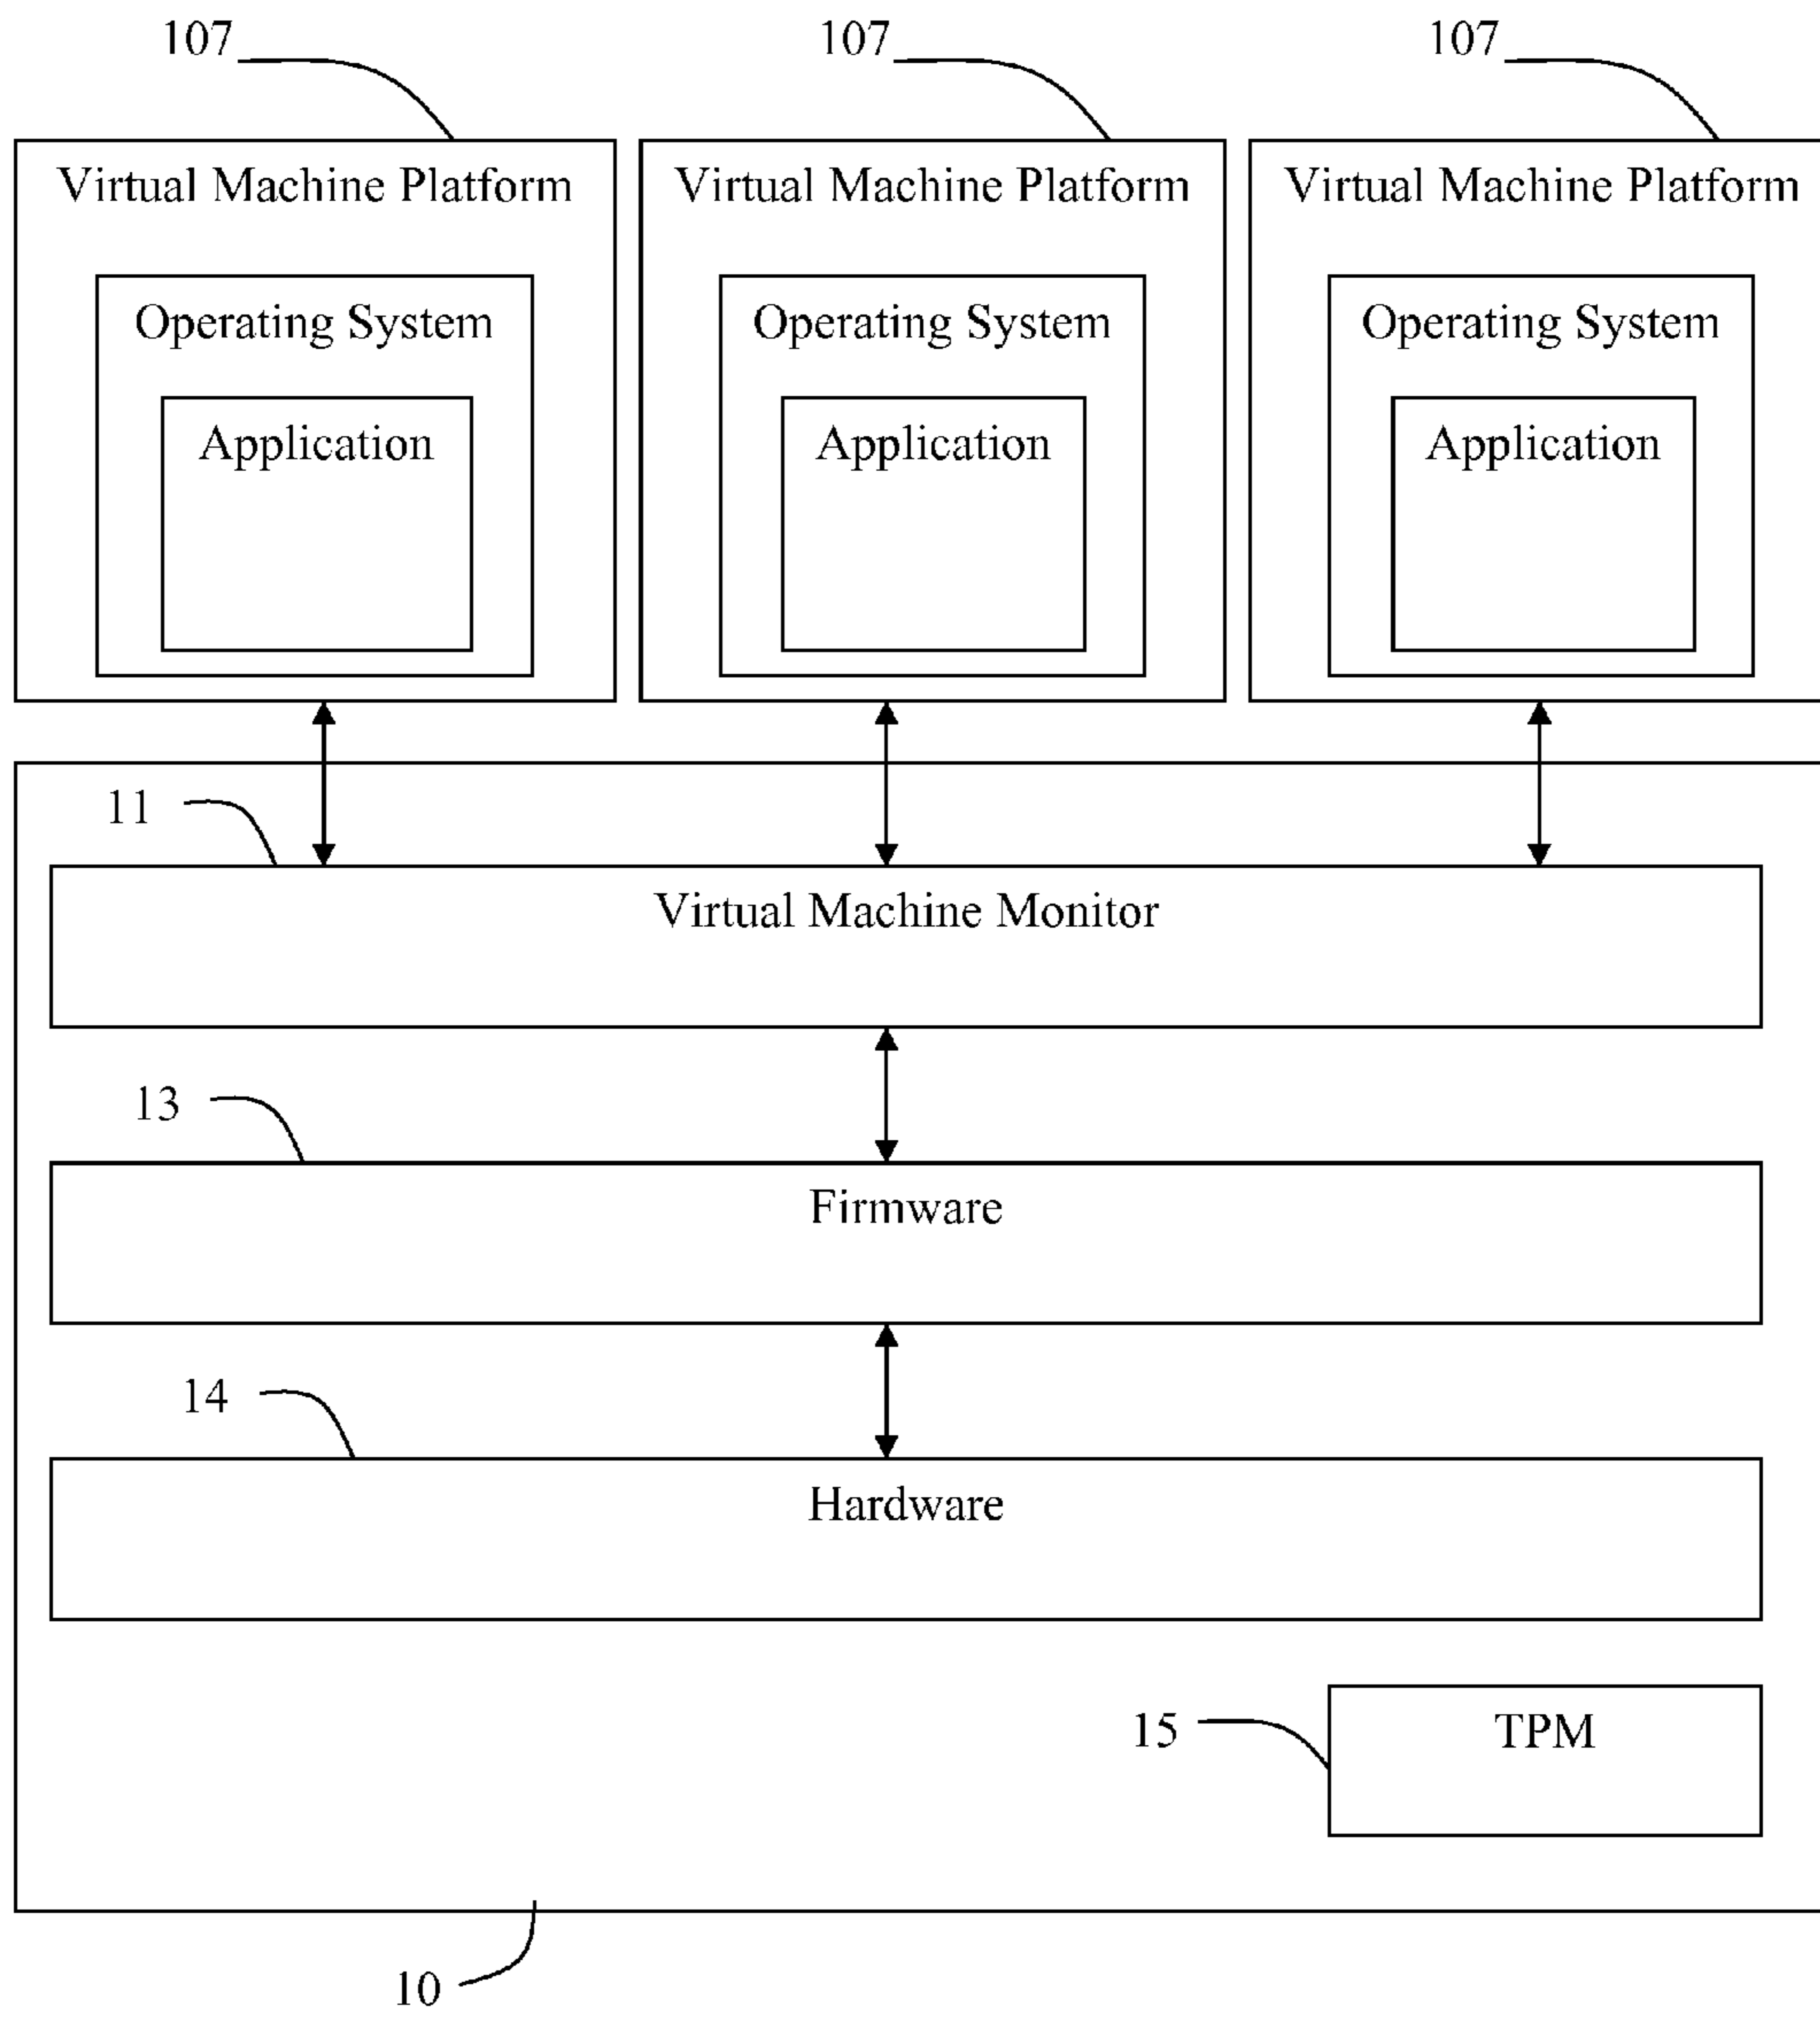 107 107 107
Virtual Machine Platform Virtual Machine Platform Virtual Machine Platform
Operating System Operating System Operating System
Application Application Application
11
Virtual Machine Monitor
13
Firmware
14
Hardware
15 TPM
10